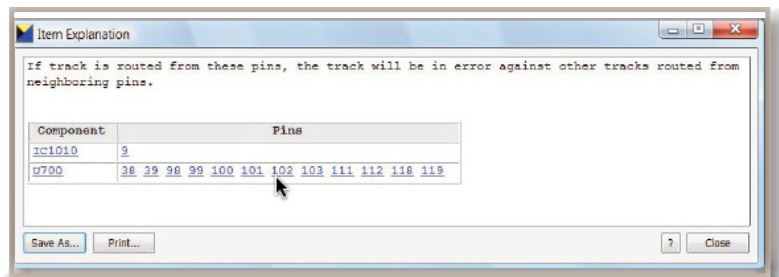 Item Explanation
If track is routed from these pins, the track will be in error against other tracks routed from
neighboring pins.
Component Pins
IC1010 9
U700 38 39 98 99 100 101 102 103 111 112 118 119
Save As... Print... ? Close